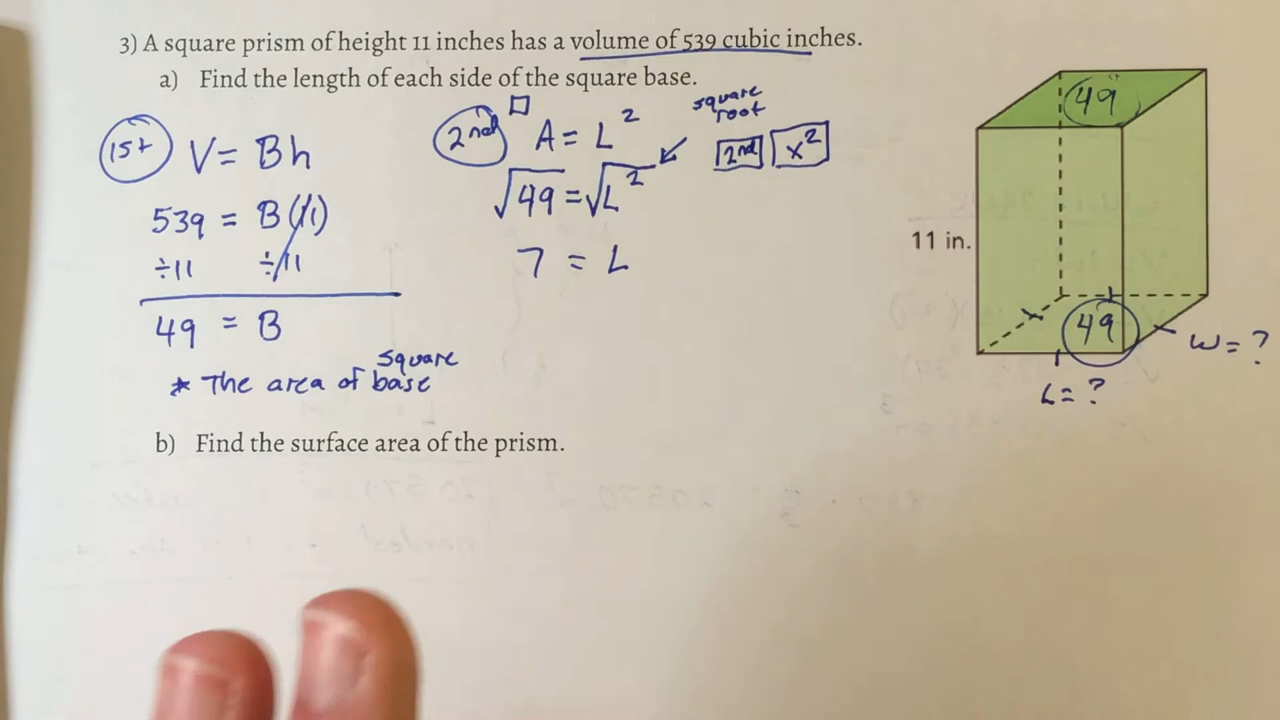 3) A square prism of height 11 inches has a volume of 539 cubic inches.
a) Find the length of each side of the square base.
1st V = Bh
539 = B(11)
÷11 ÷11
49 = B
* The area of square base
2nd □ A = L²
√49 = √L²
7 = L
square root
2nd x²
49
11 in.
49
W = ?
L = ?
b) Find the surface area of the prism.